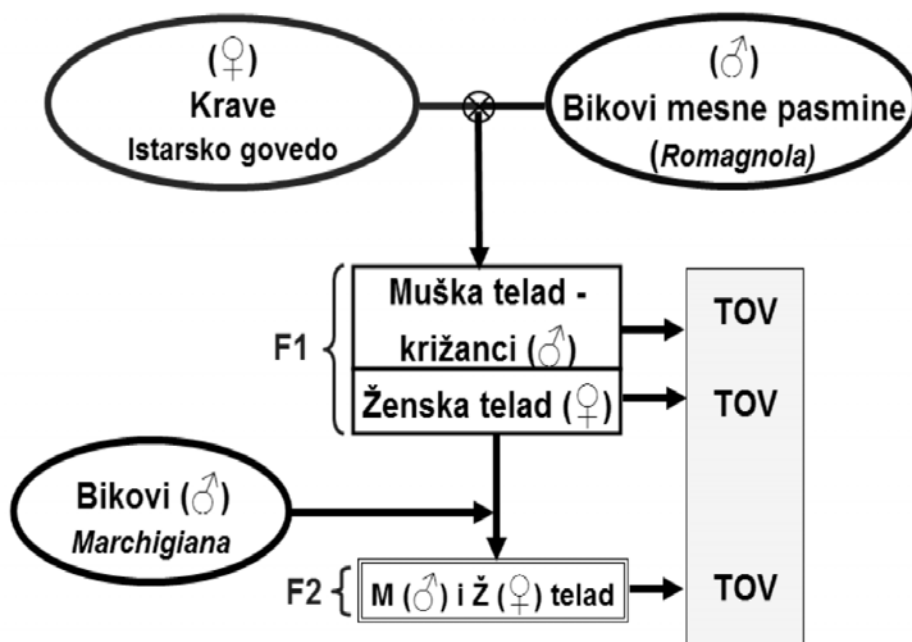 (♀)
Krave
Istarsko govedo
(♂)
Bikovi mesne pasmine
(Romagnola)
F1
Muška telad -
križanci (♂)
TOV
Ženska telad (♀)
TOV
Bikovi (♂)
Marchigiana
F2
M (♂) i Ž (♀) telad
TOV